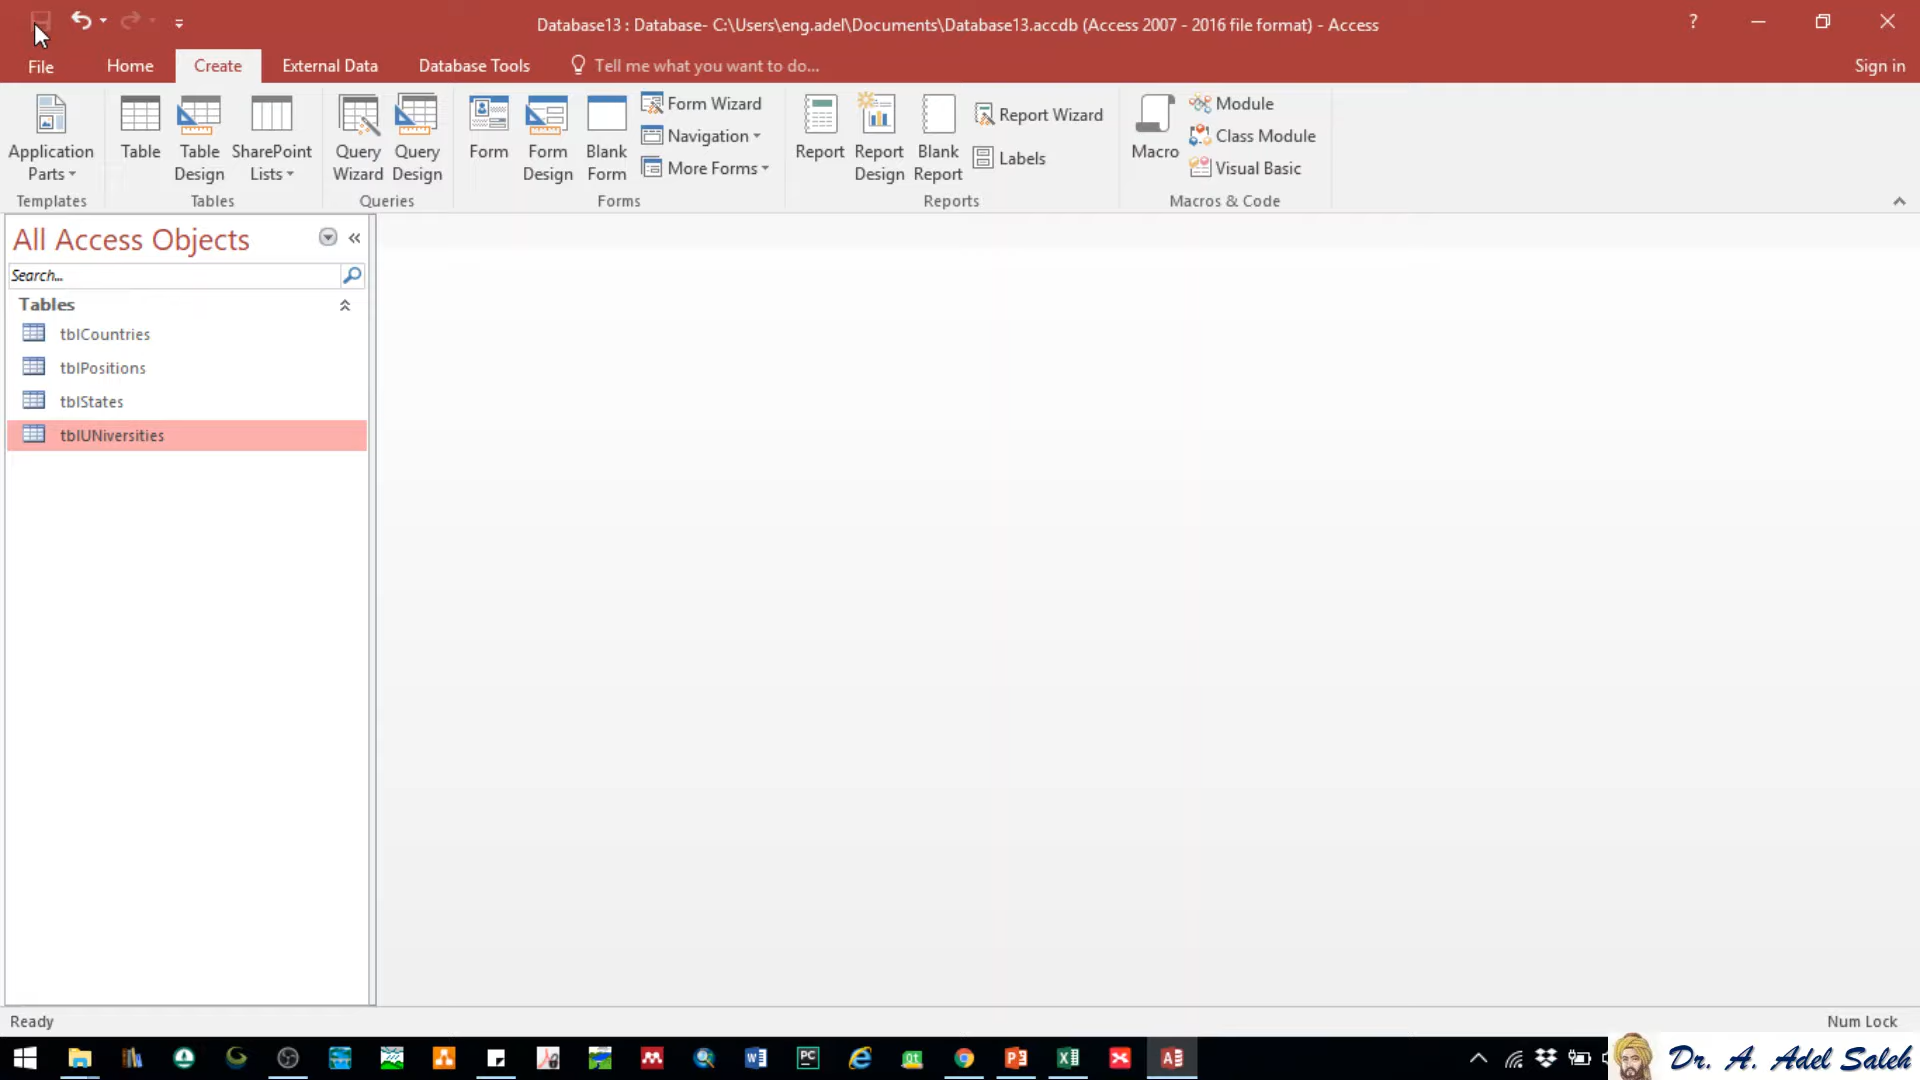 Database13 : Database- C:\Users\eng.adel\Documents\Database13.accdb (Access 2007 - 2016 file format) - Access
?
File
Home
Create
External Data
Database Tools
Tell me what you want to do...
Sign in
Application Parts
Table
Table Design
SharePoint Lists
Query Wizard
Query Design
Form
Form Design
Blank Form
Form Wizard
Navigation
More Forms
Report
Report Design
Blank Report
Report Wizard
Labels
Macro
Module
Class Module
Visual Basic
Templates
Tables
Queries
Forms
Reports
Macros & Code
All Access Objects
Search...
Tables
tblCountries
tblPositions
tblStates
tblUNiversities
Ready
Num Lock
Dr. A. Adel Saleh